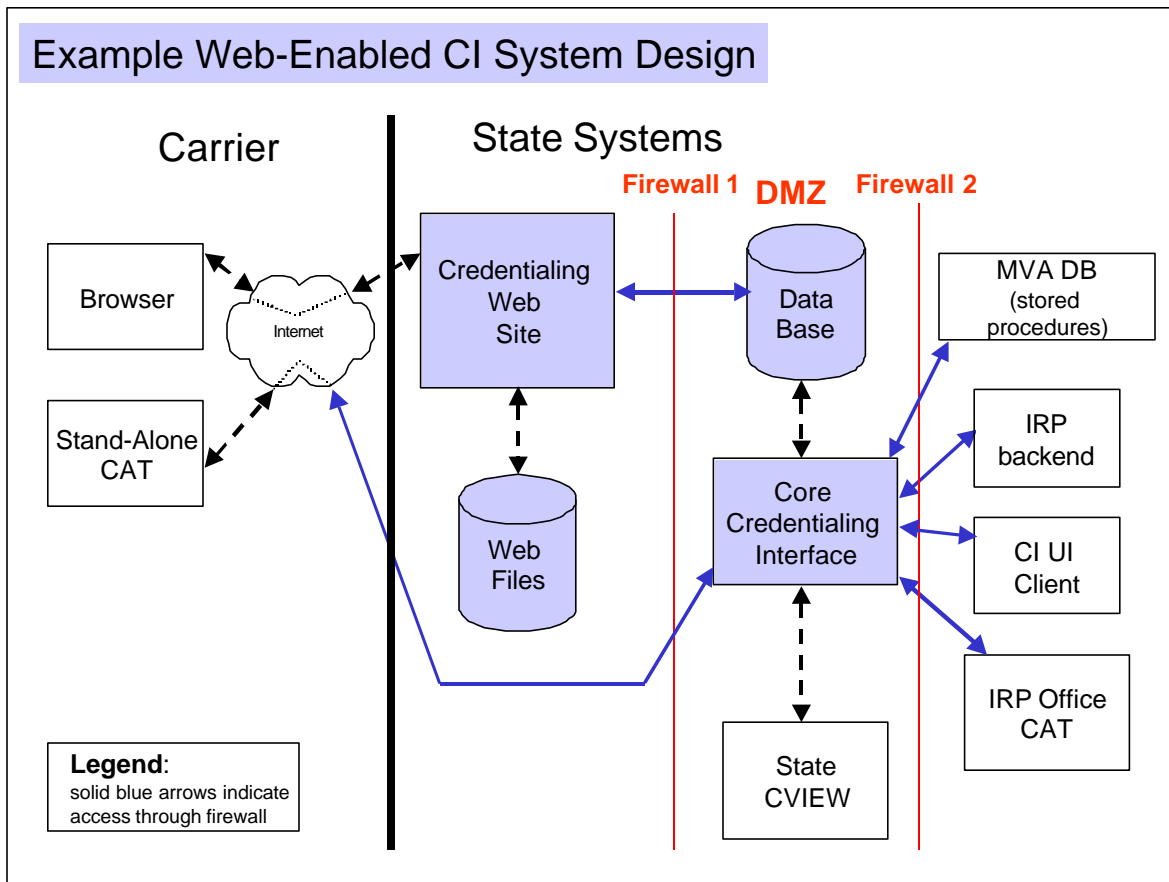 Example Web-Enabled CI System Design
Carrier
State Systems
Firewall 1
DMZ
Firewall 2
Browser
Internet
Stand-Alone
CAT
Credentialing
Web
Site
Web
Files
Data
Base
Core
Credentialing
Interface
State
CVIEW
MVA DB
(stored
procedures)
IRP
backend
CI UI
Client
IRP Office
CAT
Legend:
solid blue arrows indicate
access through firewall